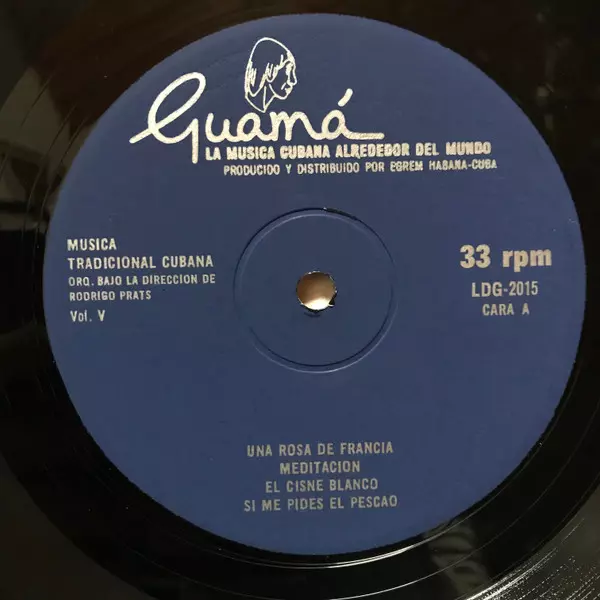 Guamá
LA MUSICA CUBANA ALREDEDOR DEL MUNDO
PRODUCIDO Y DISTRIBUIDO POR EGREM HABANA-CUBA
MUSICA
TRADICIONAL CUBANA
ORQ. BAJO LA DIRECCION DE
RODRIGO PRATS
Vol. V
33 rpm
LDG-2015
CARA A
UNA ROSA DE FRANCIA
MEDITACION
EL CISNE BLANCO
SI ME PIDES EL PESCAO